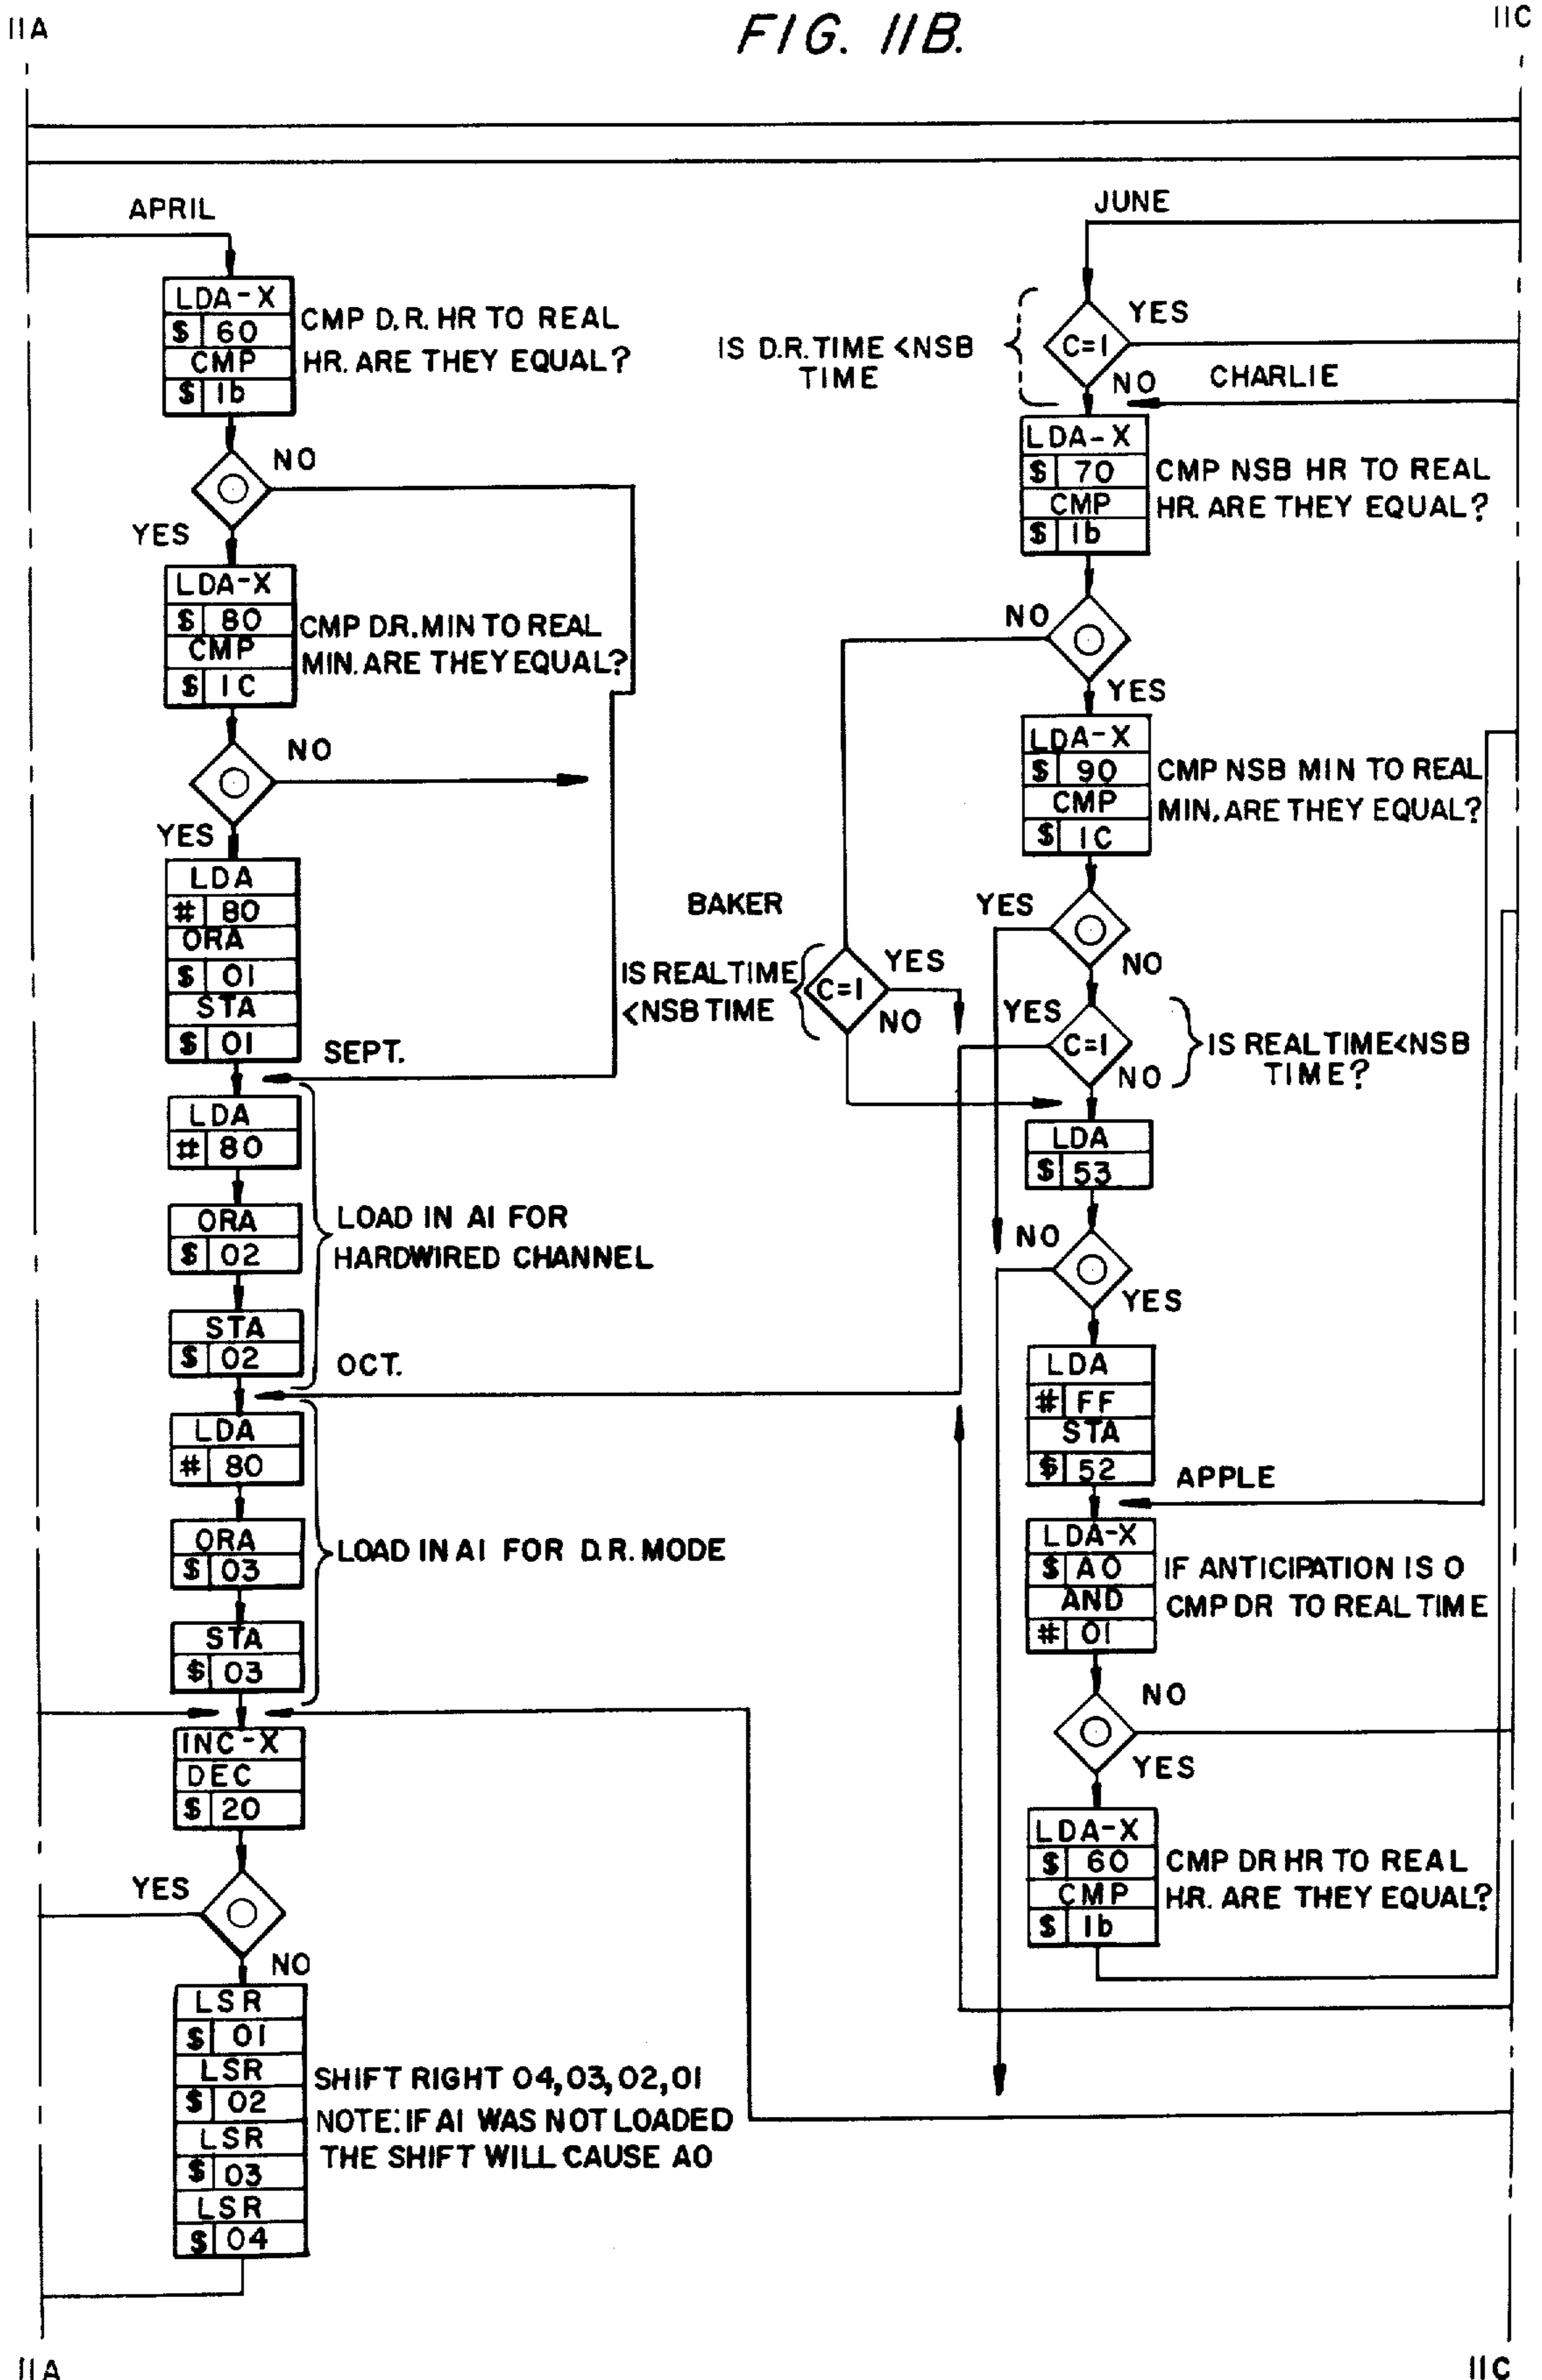 FIG. 11B.
11A
11C
APRIL
LDA-X
$ 60
CMP
$ 1b
CMP D.R. HR TO REAL
HR. ARE THEY EQUAL?
NO
YES
LDA-X
$ 80
CMP
$ 1C
CMP D.R. MIN TO REAL
MIN. ARE THEY EQUAL?
NO
YES
LDA
# 80
ORA
$ 01
STA
$ 01
SEPT.
LDA
# 80
ORA
$ 02
STA
$ 02
LOAD IN A1 FOR
HARDWIRED CHANNEL
OCT.
LDA
# 80
ORA
$ 03
STA
$ 03
LOAD IN A1 FOR D.R. MODE
INC-X
DEC
$ 20
YES
NO
LSR
$ 01
LSR
$ 02
LSR
$ 03
LSR
$ 04
SHIFT RIGHT 04,03,02,01
NOTE: IF A1 WAS NOT LOADED
THE SHIFT WILL CAUSE A0
JUNE
IS D.R. TIME <NSB
TIME
C=1
YES
NO
CHARLIE
LDA-X
$ 70
CMP
$ 1b
CMP NSB HR TO REAL
HR. ARE THEY EQUAL?
NO
YES
LDA-X
$ 90
CMP
$ 1C
CMP NSB MIN TO REAL
MIN. ARE THEY EQUAL?
BAKER
IS REAL TIME
<NSB TIME
C=1
YES
NO
YES
NO
YES
C=1
NO
IS REAL TIME<NSB
TIME?
LDA
$ 53
NO
YES
LDA
# FF
STA
$ 52
APPLE
LDA-X
$ A0
AND
# 01
IF ANTICIPATION IS 0
CMP DR TO REAL TIME
NO
YES
LDA-X
$ 60
CMP
$ 1b
CMP DR HR TO REAL
HR. ARE THEY EQUAL?
11A
11C